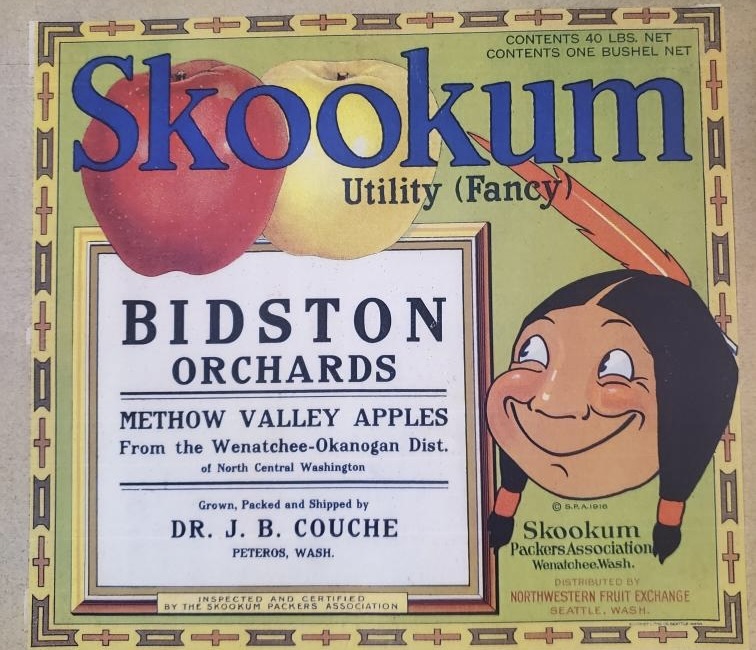 CONTENTS 40 LBS. NET
CONTENTS ONE BUSHEL NET
Skookum
Utility (Fancy)
BIDSTON
ORCHARDS
METHOW VALLEY APPLES
From the Wenatchee-Okanogan Dist.
of North Central Washington
Grown, Packed and Shipped by
DR. J. B. COUCHE
PETEROS, WASH.
INSPECTED AND CERTIFIED
BY THE SKOOKUM PACKERS ASSOCIATION
© S.P.A. 1916
Skookum
Packers Association
Wenatchee, Wash.
DISTRIBUTED BY
NORTHWESTERN FRUIT EXCHANGE
SEATTLE, WASH.